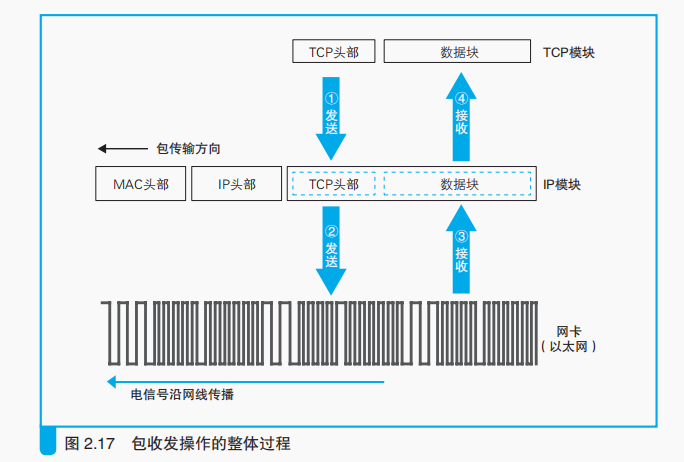 TCP头部 数据块 TCP模块
①发送 ④接收
包传输方向
MAC头部 IP头部 TCP头部 数据块 IP模块
②发送 ③接收
网卡
（以太网）
电信号沿网线传播
图 2.17 包收发操作的整体过程